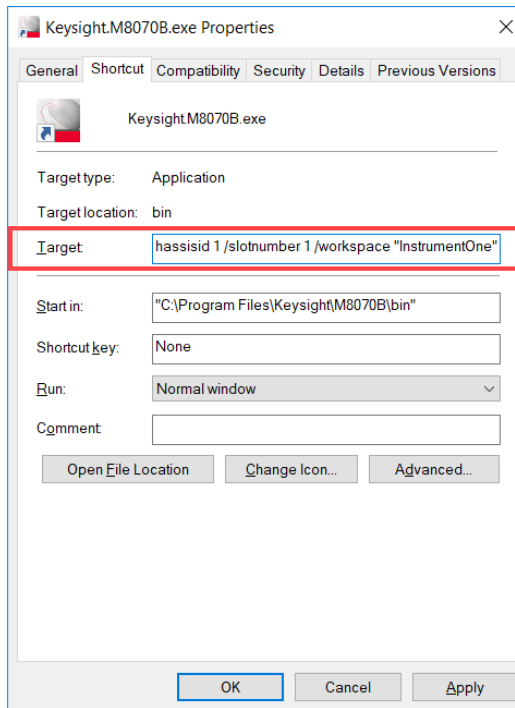 Keysight.M8070B.exe Properties
General Shortcut Compatibility Security Details Previous Versions
Keysight.M8070B.exe
Target type: Application
Target location: bin
Target: hassisid 1 /slotnumber 1 /workspace "InstrumentOne"
Start in: "C:\Program Files\Keysight\M8070B\bin"
Shortcut key: None
Run: Normal window
Comment:
Open File Location Change Icon... Advanced...
OK Cancel Apply